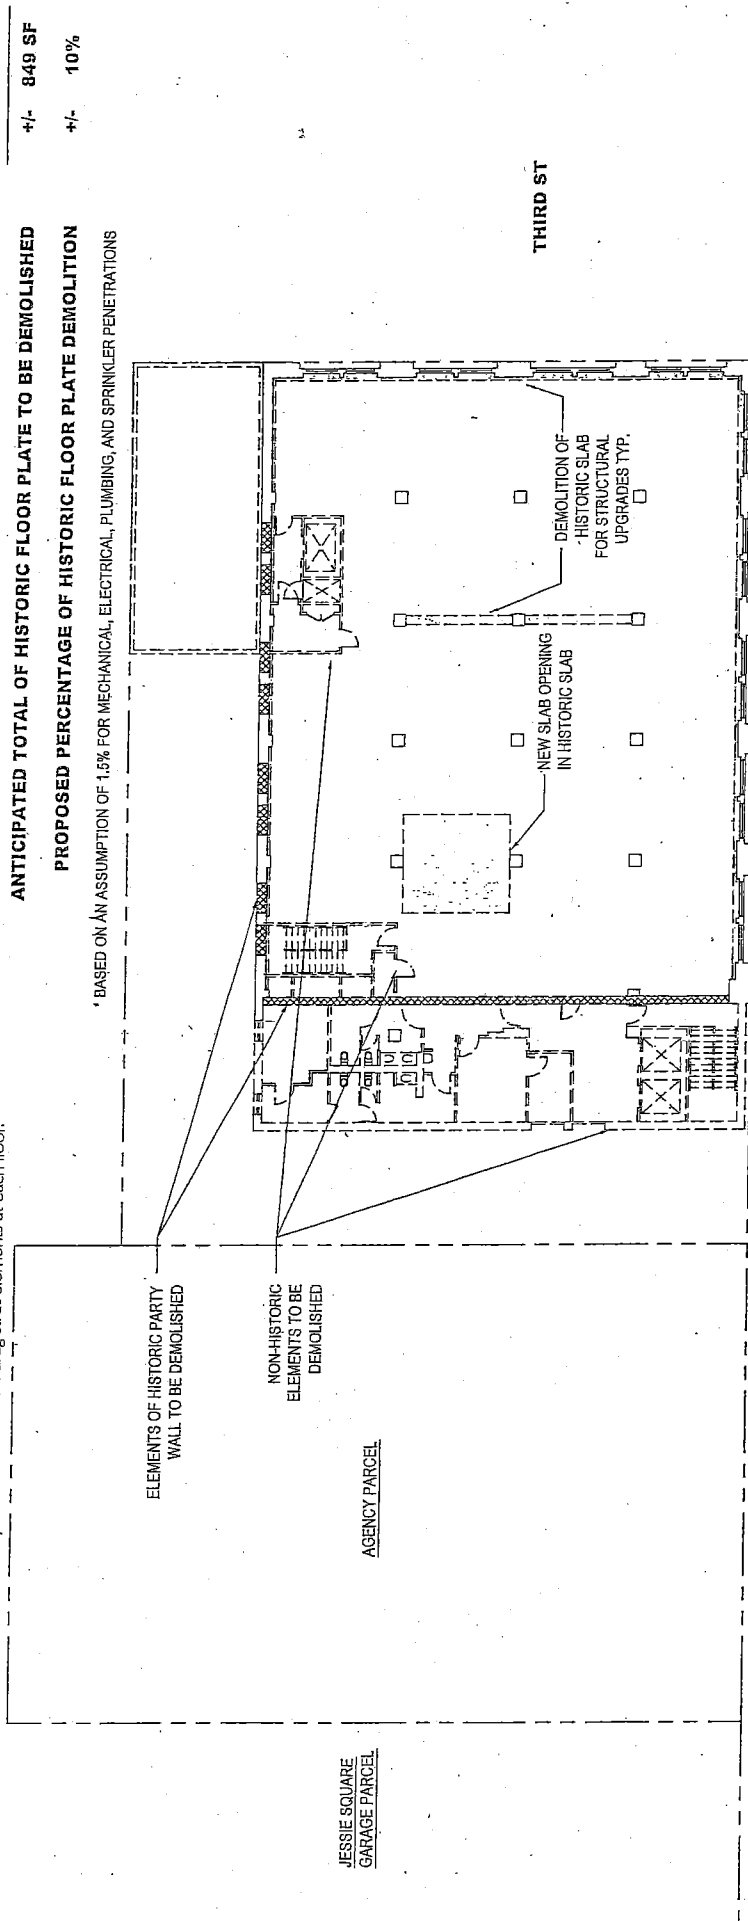 ANTICIPATED TOTAL OF HISTORIC FLOOR PLATE TO BE DEMOLISHED +/- 849 SF
PROPOSED PERCENTAGE OF HISTORIC FLOOR PLATE DEMOLITION +/- 10%
* BASED ON AN ASSUMPTION OF 1.5% FOR MECHANICAL, ELECTRICAL, PLUMBING, AND SPRINKLER PENETRATIONS
at each floor.
ELEMENTS OF HISTORIC PARTY
WALL TO BE DEMOLISHED
NON-HISTORIC
ELEMENTS TO BE
DEMOLISHED
AGENCY PARCEL
JESSIE SQUARE
GARAGE PARCEL
NEW SLAB OPENING
IN HISTORIC SLAB
DEMOLITION OF
HISTORIC SLAB
FOR STRUCTURAL
UPGRADES TYP.
THIRD ST